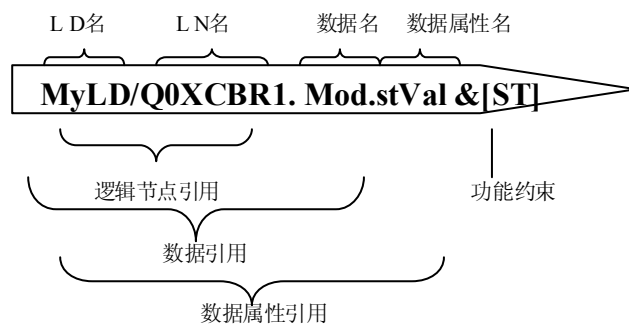 LD名 LN名 数据名 数据属性名
MyLD/Q0XCBR1. Mod.stVal &[ST]
逻辑节点引用 功能约束
数据引用
数据属性引用